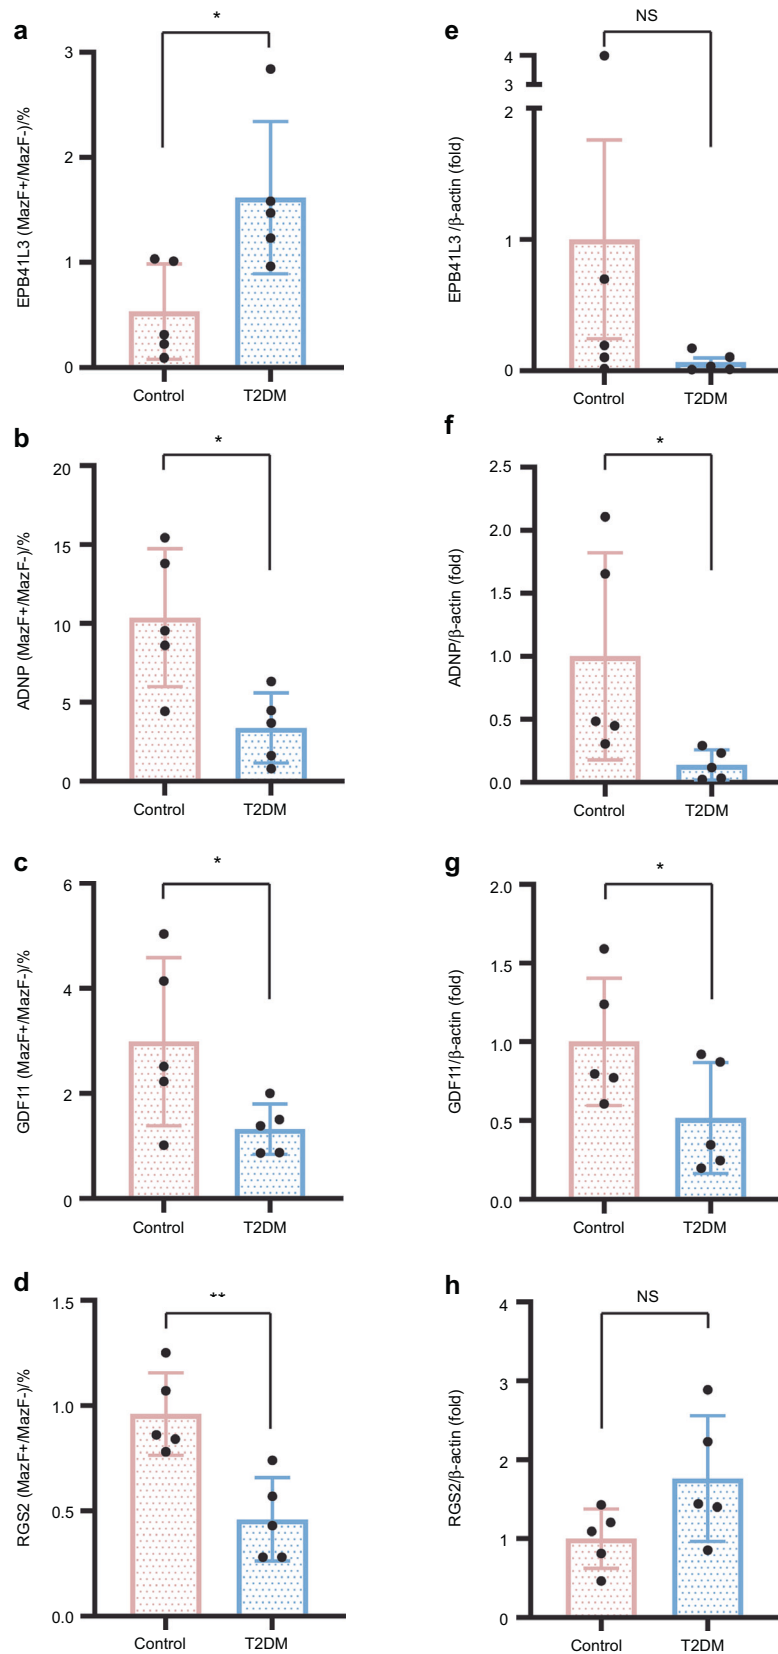 a
*
3
2
1
0
EPB41L3 (MazF+/MazF-)/%
Control
T2DM
e
NS
4
3
2
1
0
EPB41L3 /β-actin (fold)
Control
T2DM
b
*
20
15
10
5
0
ADNP (MazF+/MazF-)/%
Control
T2DM
f
*
2.5
2.0
1.5
1.0
0.5
0.0
ADNP/β-actin (fold)
Control
T2DM
c
*
6
4
2
0
GDF11 (MazF+/MazF-)/%
Control
T2DM
g
*
2.0
1.5
1.0
0.5
0.0
GDF11/β-actin (fold)
Control
T2DM
d
**
1.5
1.0
0.5
0.0
RGS2 (MazF+/MazF-)/%
Control
T2DM
h
NS
4
3
2
1
0
RGS2/β-actin (fold)
Control
T2DM